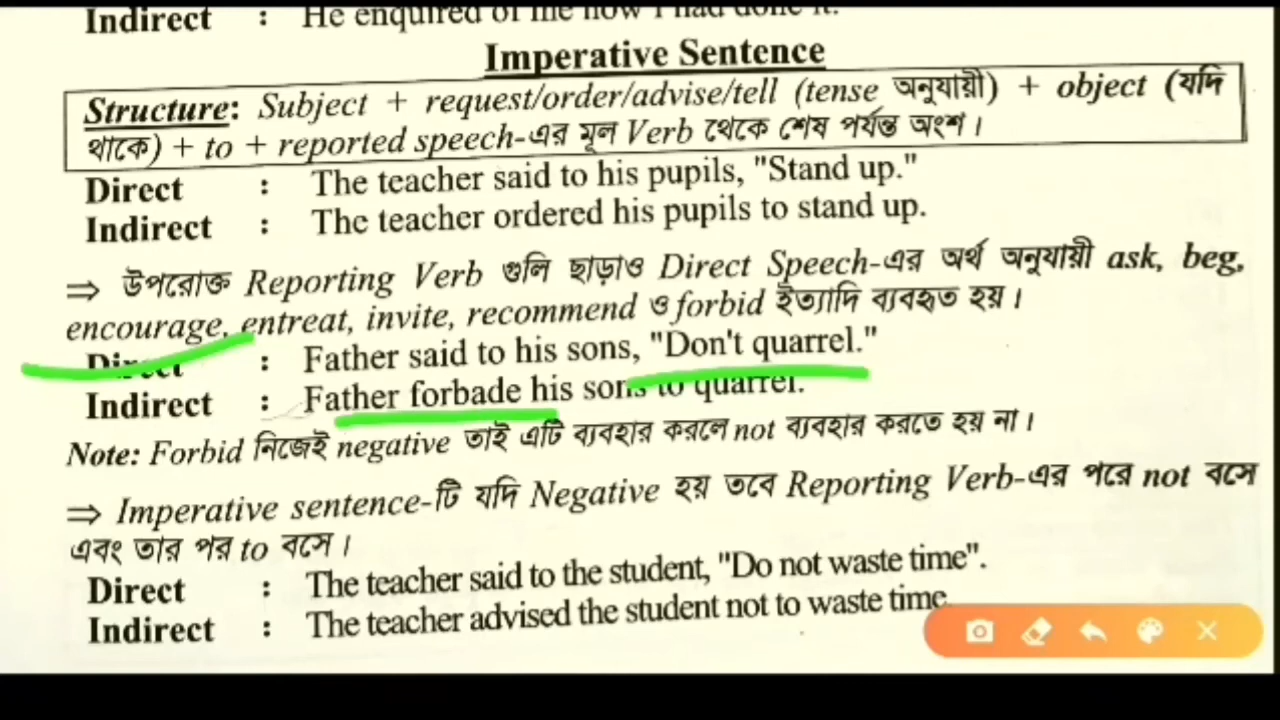 Indirect : He enquired of me how I had done it.
Imperative Sentence
Structure: Subject + request/order/advise/tell (tense অনুযায়ী) + object (যদি
থাকে) + to + reported speech-এর মূল Verb থেকে শেষ পর্যন্ত অংশ।
Direct : The teacher said to his pupils, "Stand up."
Indirect : The teacher ordered his pupils to stand up.
⇒ উপরোক্ত Reporting Verb গুলি ছাড়াও Direct Speech-এর অর্থ অনুযায়ী ask, beg,
encourage, entreat, invite, recommend ও forbid ইত্যাদি ব্যবহৃত হয়।
Direct : Father said to his sons, "Don't quarrel."
Indirect : Father forbade his sons to quarrel.
Note: Forbid নিজেই negative তাই এটি ব্যবহার করলে not ব্যবহার করতে হয় না।
⇒ Imperative sentence-টি যদি Negative হয় তবে Reporting Verb-এর পরে not বসে
এবং তার পর to বসে।
Direct : The teacher said to the student, "Do not waste time".
Indirect : The teacher advised the student not to waste time